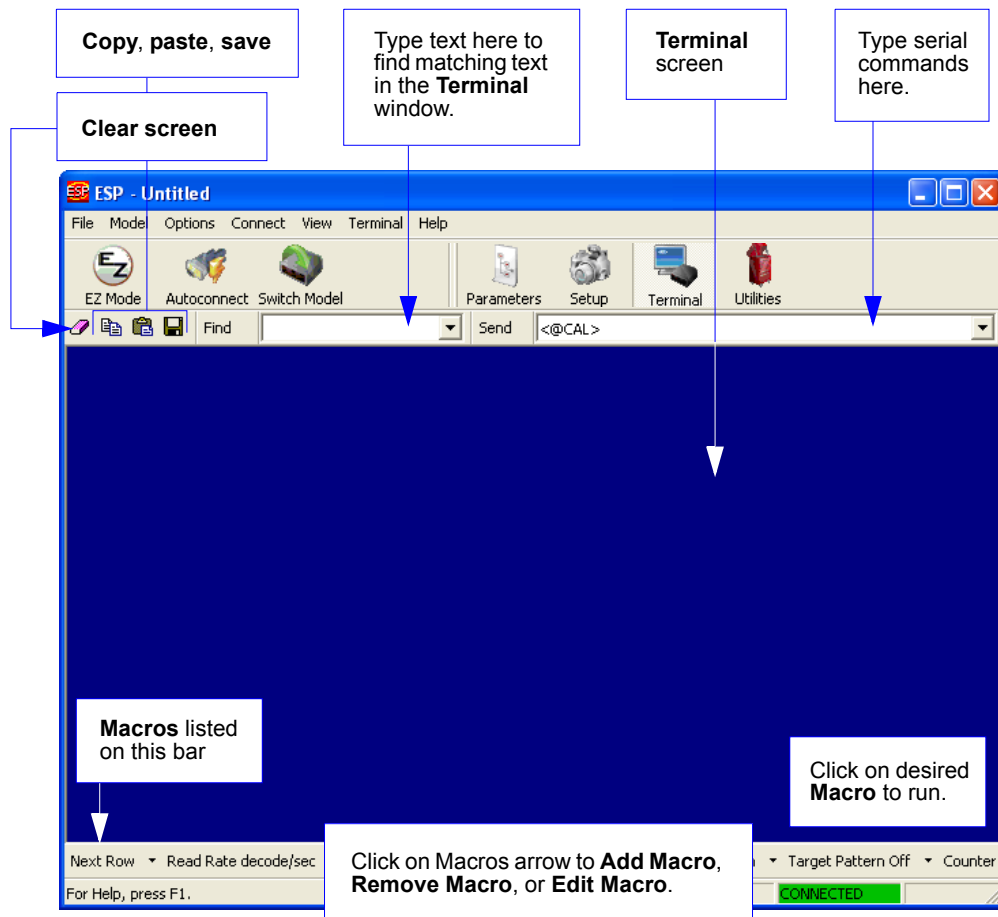 Copy, paste, save
Type text here to
find matching text
in the Terminal
window.
Terminal
screen
Type serial
commands
here.
Clear screen
ESP - Untitled
File Model Options Connect View Terminal Help
EZ
EZ Mode Autoconnect Switch Model Parameters Setup Terminal Utilities
Find Send <@CAL>
Macros listed
on this bar
Click on desired
Macro to run.
Next Row Read Rate decode/sec Target Pattern Off Counter
Click on Macros arrow to Add Macro,
Remove Macro, or Edit Macro.
For Help, press F1. CONNECTED